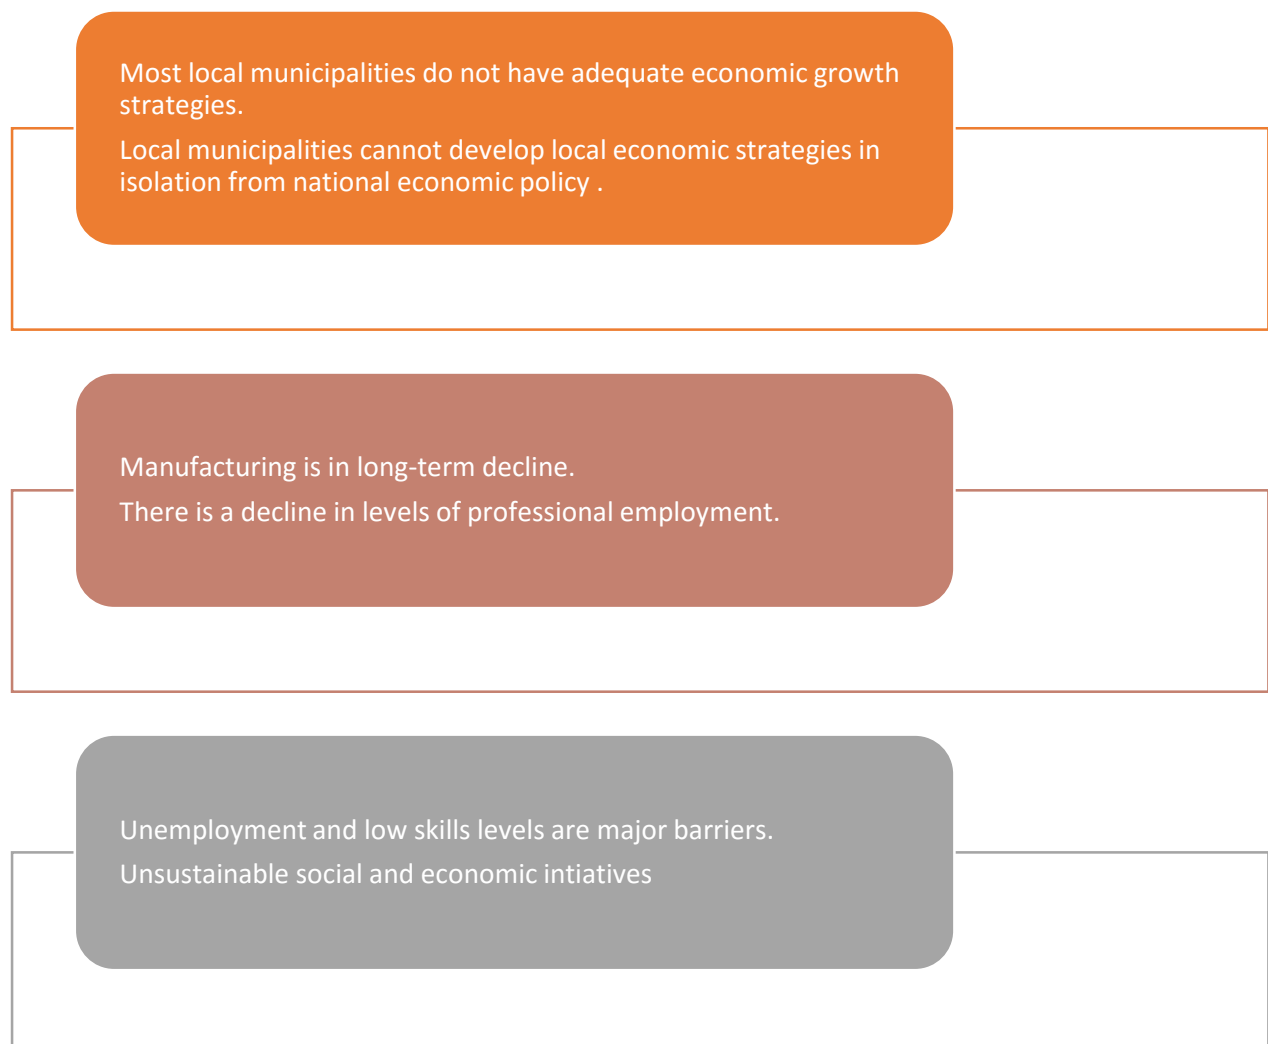 Most local municipalities do not have adequate economic growth
strategies.
Local municipalities cannot develop local economic strategies in
isolation from national economic policy .
Manufacturing is in long-term decline.
There is a decline in levels of professional employment.
Unemployment and low skills levels are major barriers.
Unsustainable social and economic intiatives